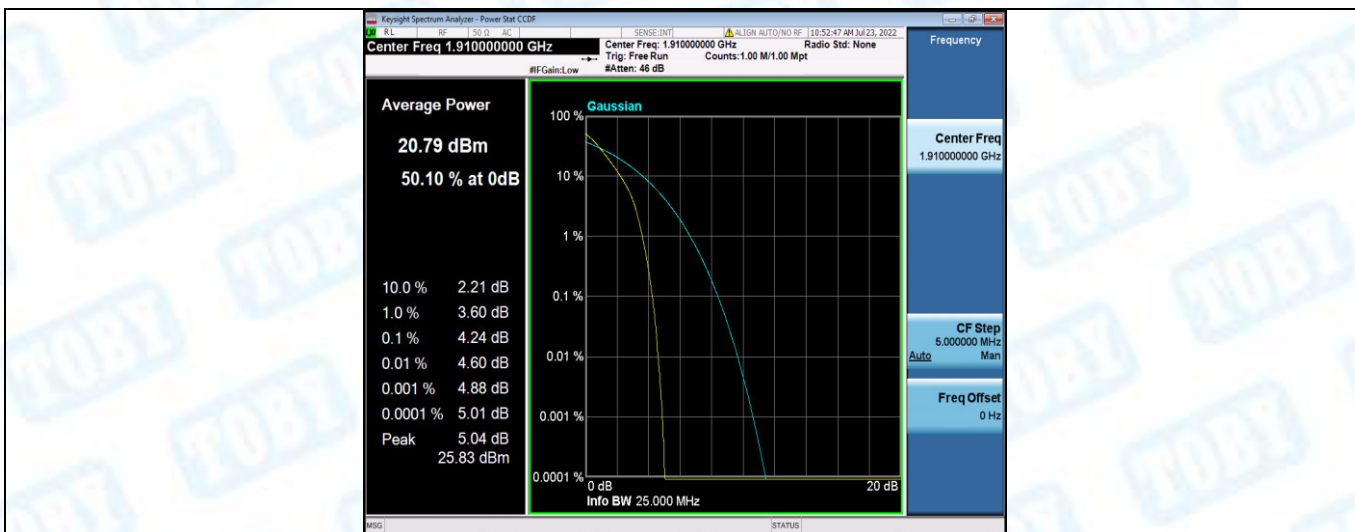 Keysight Spectrum Analyzer - Power Stat CCDF
RL RF 50 Ω AC SENSE:INT ALIGN AUTO/NO RF 10:52:47 AM Jul 23, 2022
Center Freq 1.910000000 GHz
Center Freq: 1.910000000 GHz Radio Std: None
Trig: Free Run Counts:1.00 M/1.00 Mpt
#IFGain:Low #Atten: 46 dB
Frequency
Average Power
20.79 dBm
50.10 % at 0dB
10.0 % 2.21 dB
1.0 % 3.60 dB
0.1 % 4.24 dB
0.01 % 4.60 dB
0.001 % 4.88 dB
0.0001 % 5.01 dB
Peak 5.04 dB
25.83 dBm
Gaussian
100 %
10 %
1 %
0.1 %
0.01 %
0.001 %
0.0001 %
0 dB 20 dB
Info BW 25.000 MHz
Center Freq
1.910000000 GHz
CF Step
5.000000 MHz
Auto Man
Freq Offset
0 Hz
MSG STATUS
TOBY
TOBY
TOBY
TOBY
TOBY
TOBY
TOBY